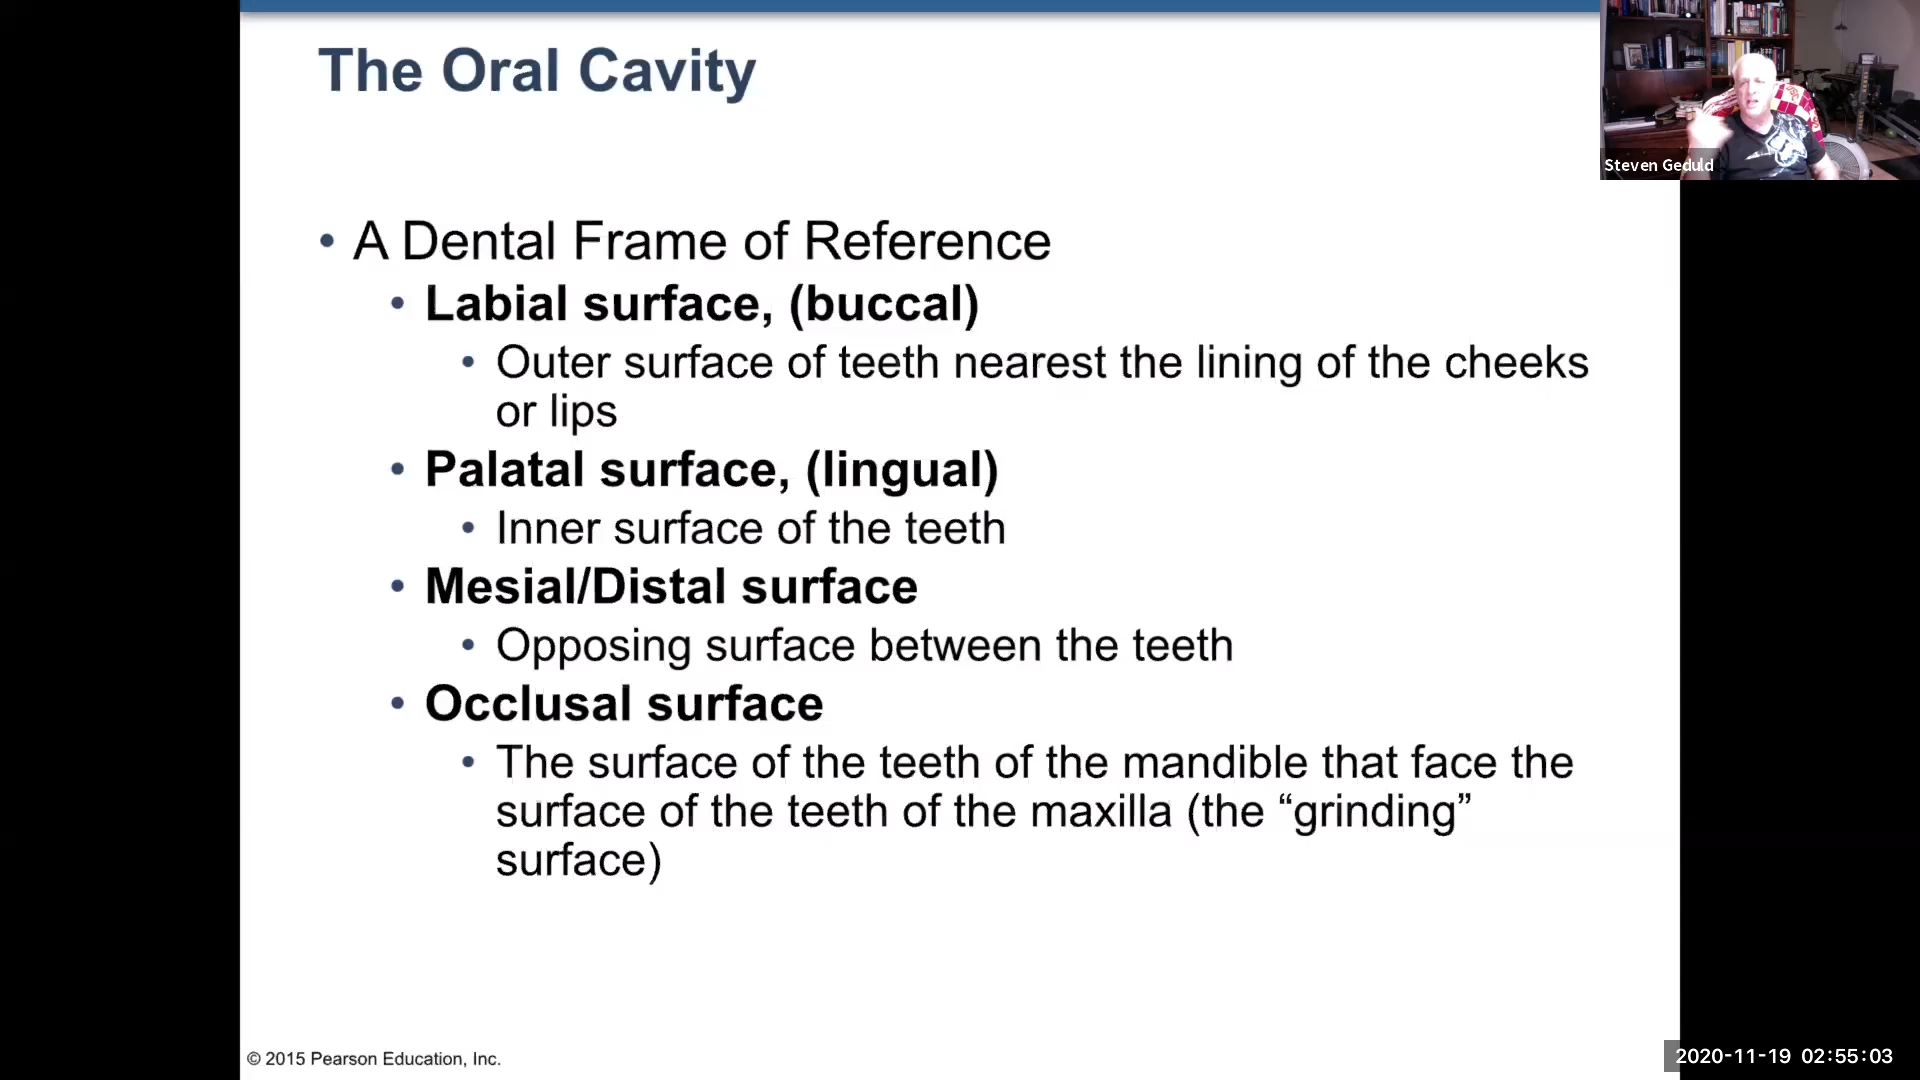 The Oral Cavity
Steven Geduld
• A Dental Frame of Reference
• Labial surface, (buccal)
• Outer surface of teeth nearest the lining of the cheeks
or lips
• Palatal surface, (lingual)
• Inner surface of the teeth
• Mesial/Distal surface
• Opposing surface between the teeth
• Occlusal surface
• The surface of the teeth of the mandible that face the
surface of the teeth of the maxilla (the “grinding”
surface)
© 2015 Pearson Education, Inc.
2020-11-19 02:55:03